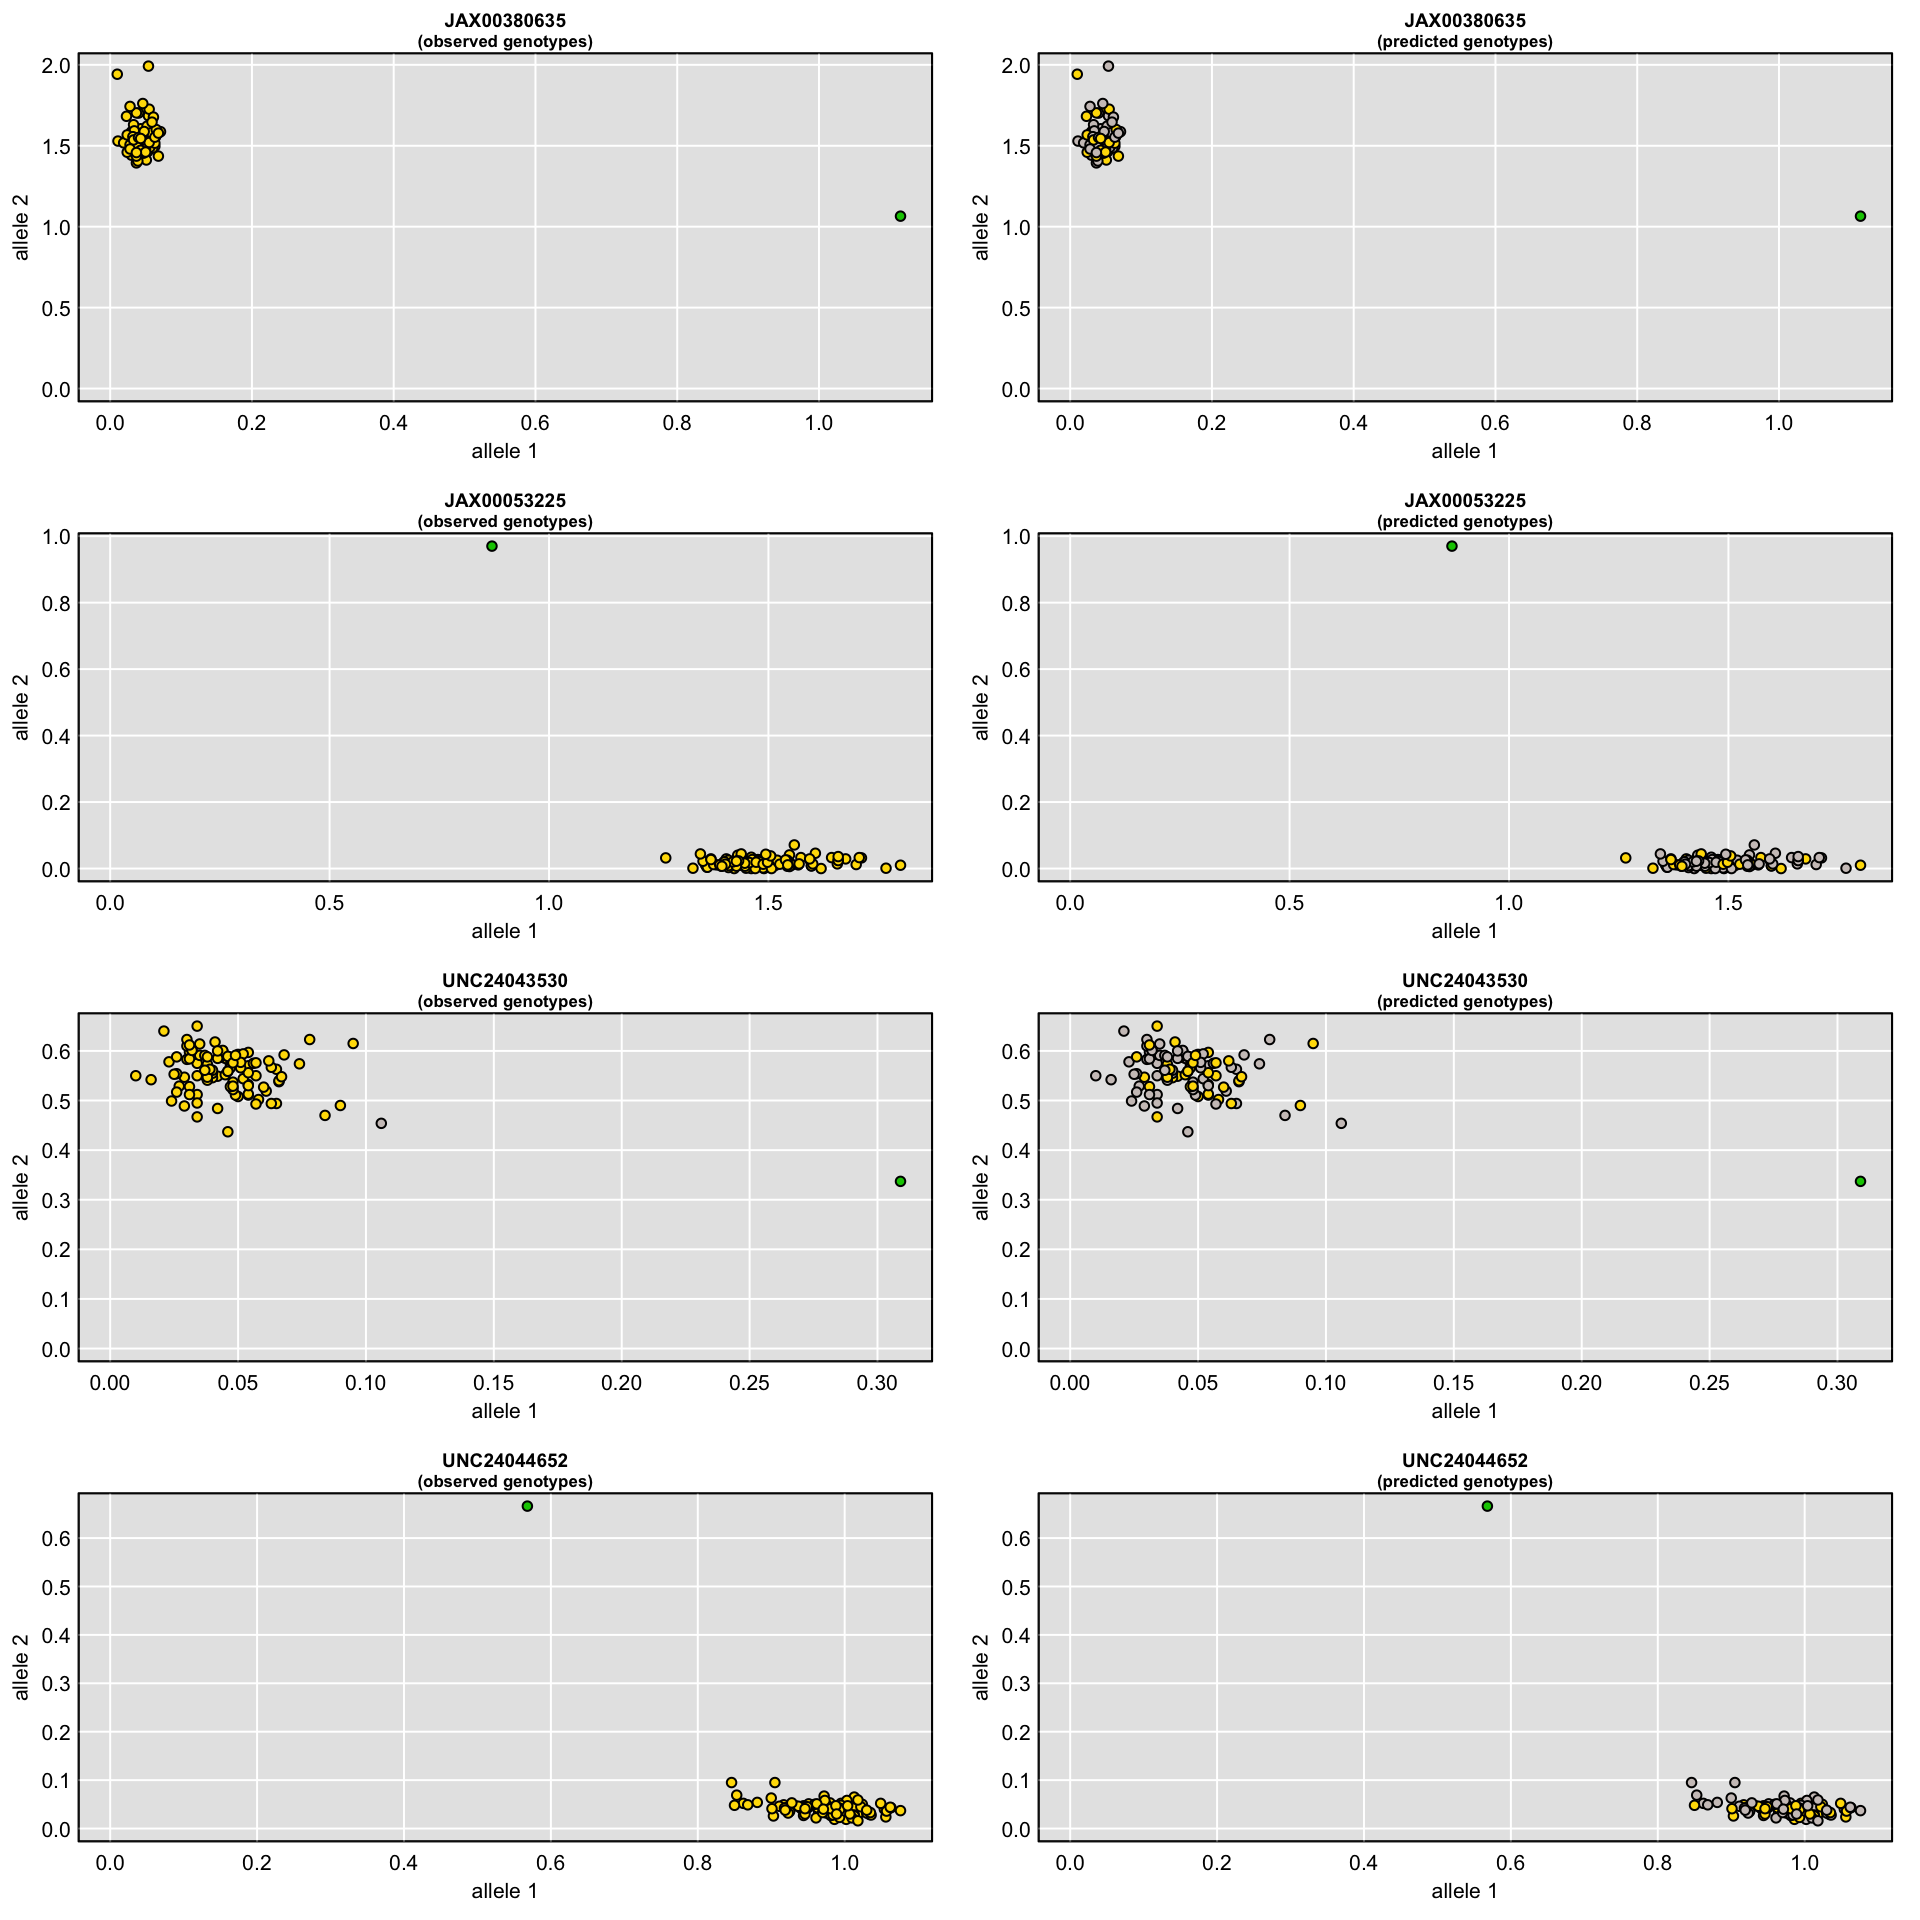 JAX00380635
(observed genotypes)
2.0
1.5
1.0
0.5
0.0
allele 2
0.0 0.2 0.4 0.6 0.8 1.0
allele 1
JAX00380635
(predicted genotypes)
2.0
1.5
1.0
0.5
0.0
allele 2
0.0 0.2 0.4 0.6 0.8 1.0
allele 1
JAX00053225
(observed genotypes)
1.0
0.8
0.6
0.4
0.2
0.0
allele 2
0.0 0.5 1.0 1.5
allele 1
JAX00053225
(predicted genotypes)
1.0
0.8
0.6
0.4
0.2
0.0
allele 2
0.0 0.5 1.0 1.5
allele 1
UNC24043530
(observed genotypes)
0.6
0.5
0.4
0.3
0.2
0.1
0.0
allele 2
0.00 0.05 0.10 0.15 0.20 0.25 0.30
allele 1
UNC24043530
(predicted genotypes)
0.6
0.5
0.4
0.3
0.2
0.1
0.0
allele 2
0.00 0.05 0.10 0.15 0.20 0.25 0.30
allele 1
UNC24044652
(observed genotypes)
0.6
0.5
0.4
0.3
0.2
0.1
0.0
allele 2
0.0 0.2 0.4 0.6 0.8 1.0
allele 1
UNC24044652
(predicted genotypes)
0.6
0.5
0.4
0.3
0.2
0.1
0.0
allele 2
0.0 0.2 0.4 0.6 0.8 1.0
allele 1